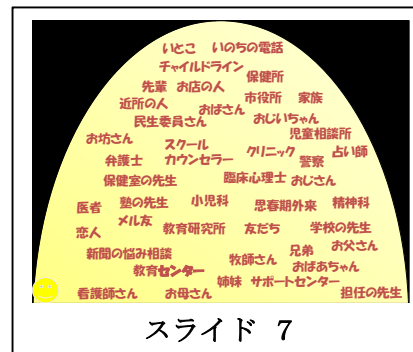 いとこ いのちの電話
チャイルドライン
保健所
先輩 お店の人
市役所 家族
近所の人 おばさん
民生委員さん おじいちゃん
児童相談所
お坊さん スクール
カウンセラー
クリニック 占い師
弁護士 警察
保健室の先生 臨床心理士 おじさん
医者 塾の先生 小児科 思春期外来 精神科
メル友
恋人 教育研究所 友だち 学校の先生
新聞の悩み相談 牧師さん 兄弟 お父さん
教育センター おばあちゃん
姉妹 サポートセンター
看護師さん お母さん 担任の先生
スライド 7